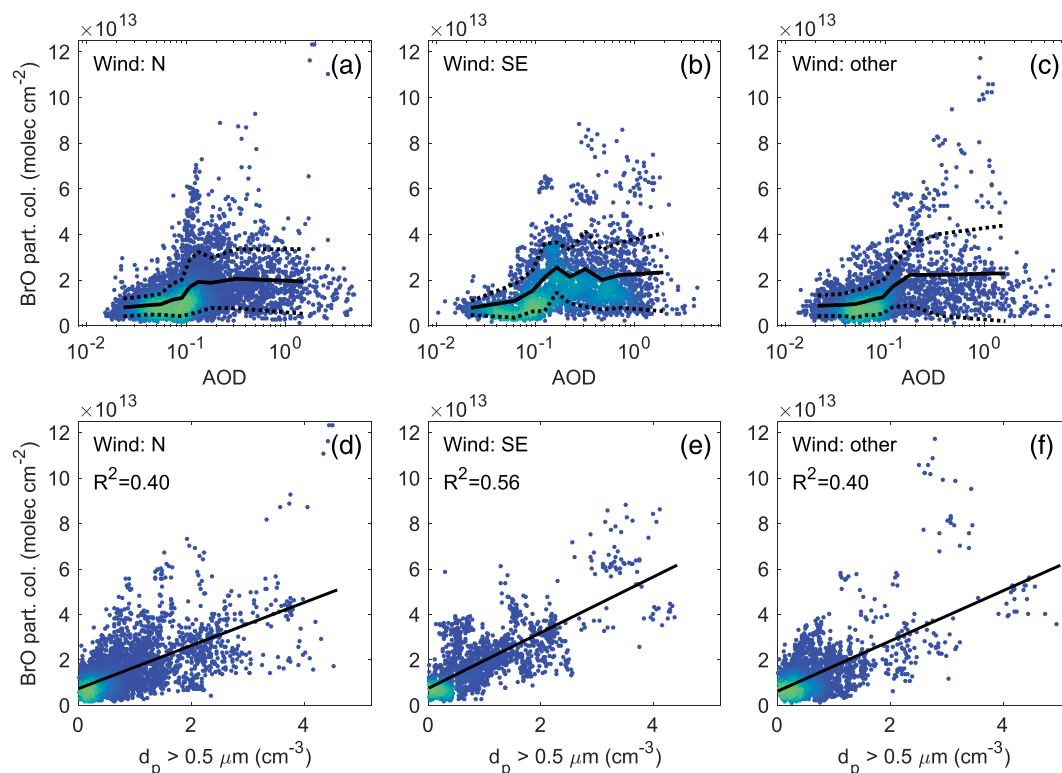 × 10^13
× 10^13
× 10^13
BrO part. col. (molec cm^-2)
12
10
8
6
4
2
0
Wind: N
(a)
10^-2
10^-1
10^0
AOD
12
10
8
6
4
2
0
Wind: SE
(b)
10^-2
10^-1
10^0
AOD
12
10
8
6
4
2
0
Wind: other
(c)
10^-2
10^-1
10^0
AOD
× 10^13
× 10^13
× 10^13
BrO part. col. (molec cm^-2)
12
10
8
6
4
2
0
Wind: N
(d)
R^2=0.40
0
2
4
d_p > 0.5 μm (cm^-3)
12
10
8
6
4
2
0
Wind: SE
(e)
R^2=0.56
0
2
4
d_p > 0.5 μm (cm^-3)
12
10
8
6
4
2
0
Wind: other
(f)
R^2=0.40
0
2
4
d_p > 0.5 μm (cm^-3)